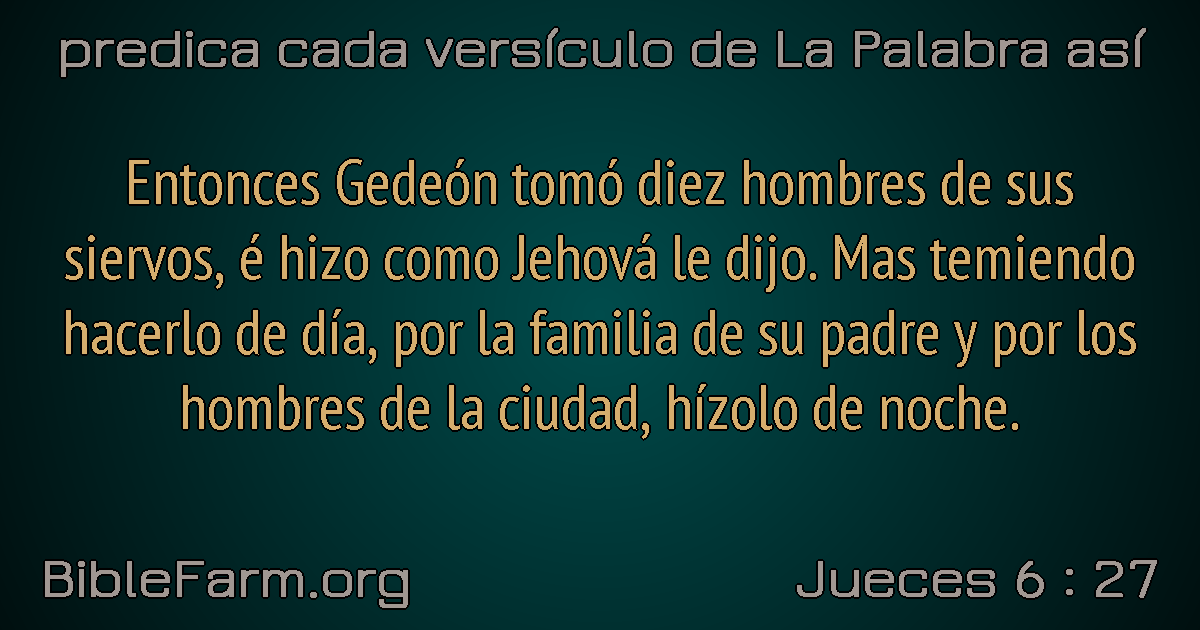 predica cada versículo de La Palabra así
Entonces Gedeón tomó diez hombres de sus
siervos, é hizo como Jehová le dijo. Mas temiendo
hacerlo de día, por la familia de su padre y por los
hombres de la ciudad, hízolo de noche.
BibleFarm.org
Jueces 6 : 27